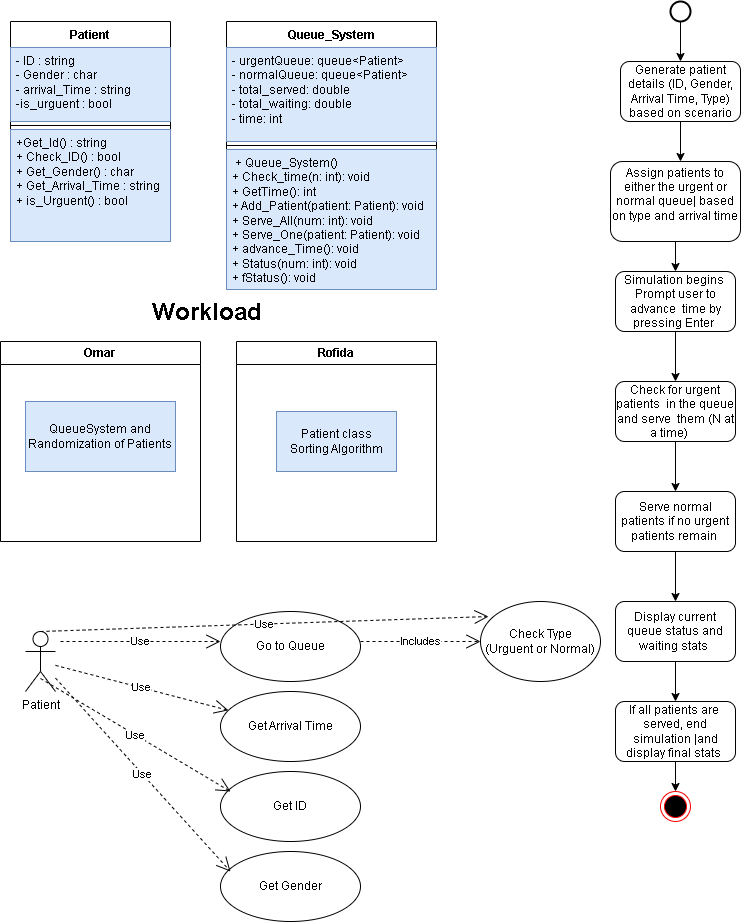 Patient
- ID : string
- Gender : char
- arrival_Time : string
-is_urguent : bool
+Get_Id() : string
+ Check_ID() : bool
+ Get_Gender() : char
+ Get_Arrival_Time : string
+ is_Urguent() : bool
Queue_System
- urgentQueue: queue<Patient>
- normalQueue: queue<Patient>
- total_served: double
- total_waiting: double
- time: int
+ Queue_System()
+ Check_time(n: int): void
+ GetTime(): int
+ Add_Patient(patient: Patient): void
+ Serve_All(num: int): void
+ Serve_One(patient: Patient): void
+ advance_Time(): void
+ Status(num: int): void
+ fStatus(): void
Workload
Omar
QueueSystem and
Randomization of Patients
Rofida
Patient class
Sorting Algorithm
Patient
Use
Use
Use
Use
Use
Go to Queue
Includes
Check Type
(Urguent or Normal)
Get Arrival Time
Get ID
Get Gender
Generate patient
details (ID, Gender,
Arrival Time, Type)
based on scenario
Assign patients to
either the urgent or
normal queue| based
on type and arrival time
Simulation begins
Prompt user to
advance time by
pressing Enter
Check for urgent
patients in the queue
and serve them (N at
a time)
Serve normal
patients if no urgent
patients remain
Display current
queue status and
waiting stats
If all patients are
served, end
simulation |and
display final stats